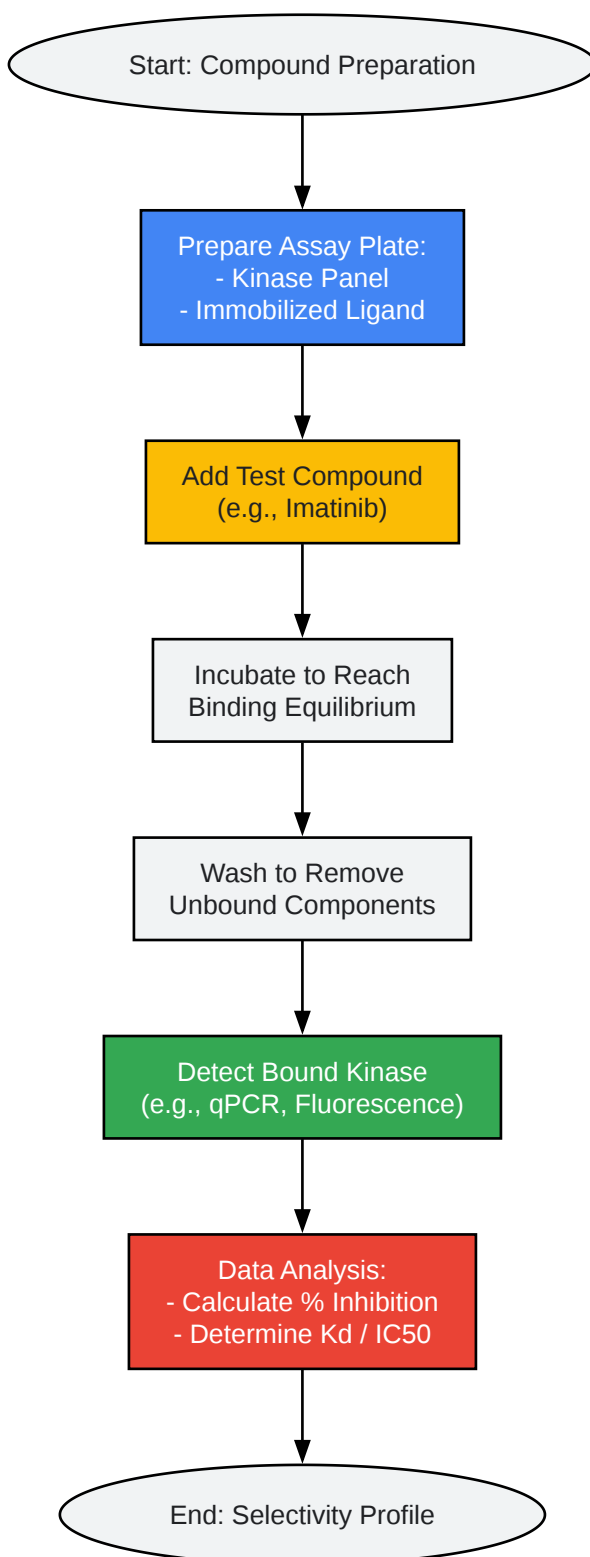 Start: Compound Preparation
Prepare Assay Plate:
- Kinase Panel
- Immobilized Ligand
Add Test Compound
(e.g., Imatinib)
Incubate to Reach
Binding Equilibrium
Wash to Remove
Unbound Components
Detect Bound Kinase
(e.g., qPCR, Fluorescence)
Data Analysis:
- Calculate % Inhibition
- Determine Kd / IC50
End: Selectivity Profile